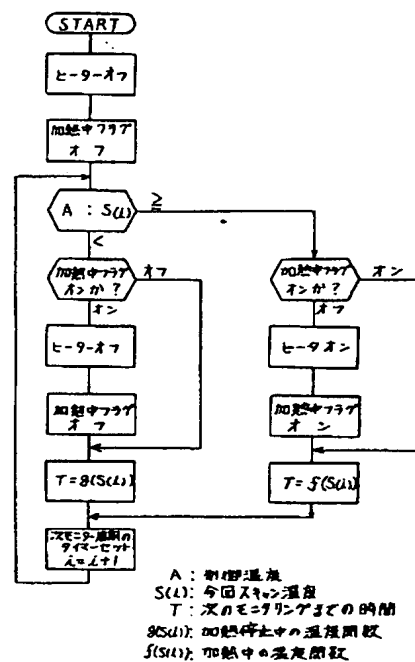 START
ヒーターオフ
加熱中フラグ
オフ
A : S(i)
≧
<
加熱中フラグ
オンか?
オフ
オン
ヒーターオフ
加熱中フラグ
オフ
T=g(S(i))
次モニター周期の
タイマーセット
i=i+1
加熱中フラグ
オンか?
オン
オフ
ヒータオン
加熱中フラグ
オン
T=f(S(i))
A : 制御温度
S(i): 今回スキャン温度
T : 次のモニタリングまでの時間
g(S(i)): 加熱停止中の温度関数
f(S(i)): 加熱中の温度関数